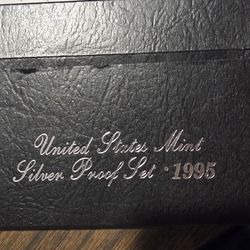 United States Mint
Silver Proof Set · 1995